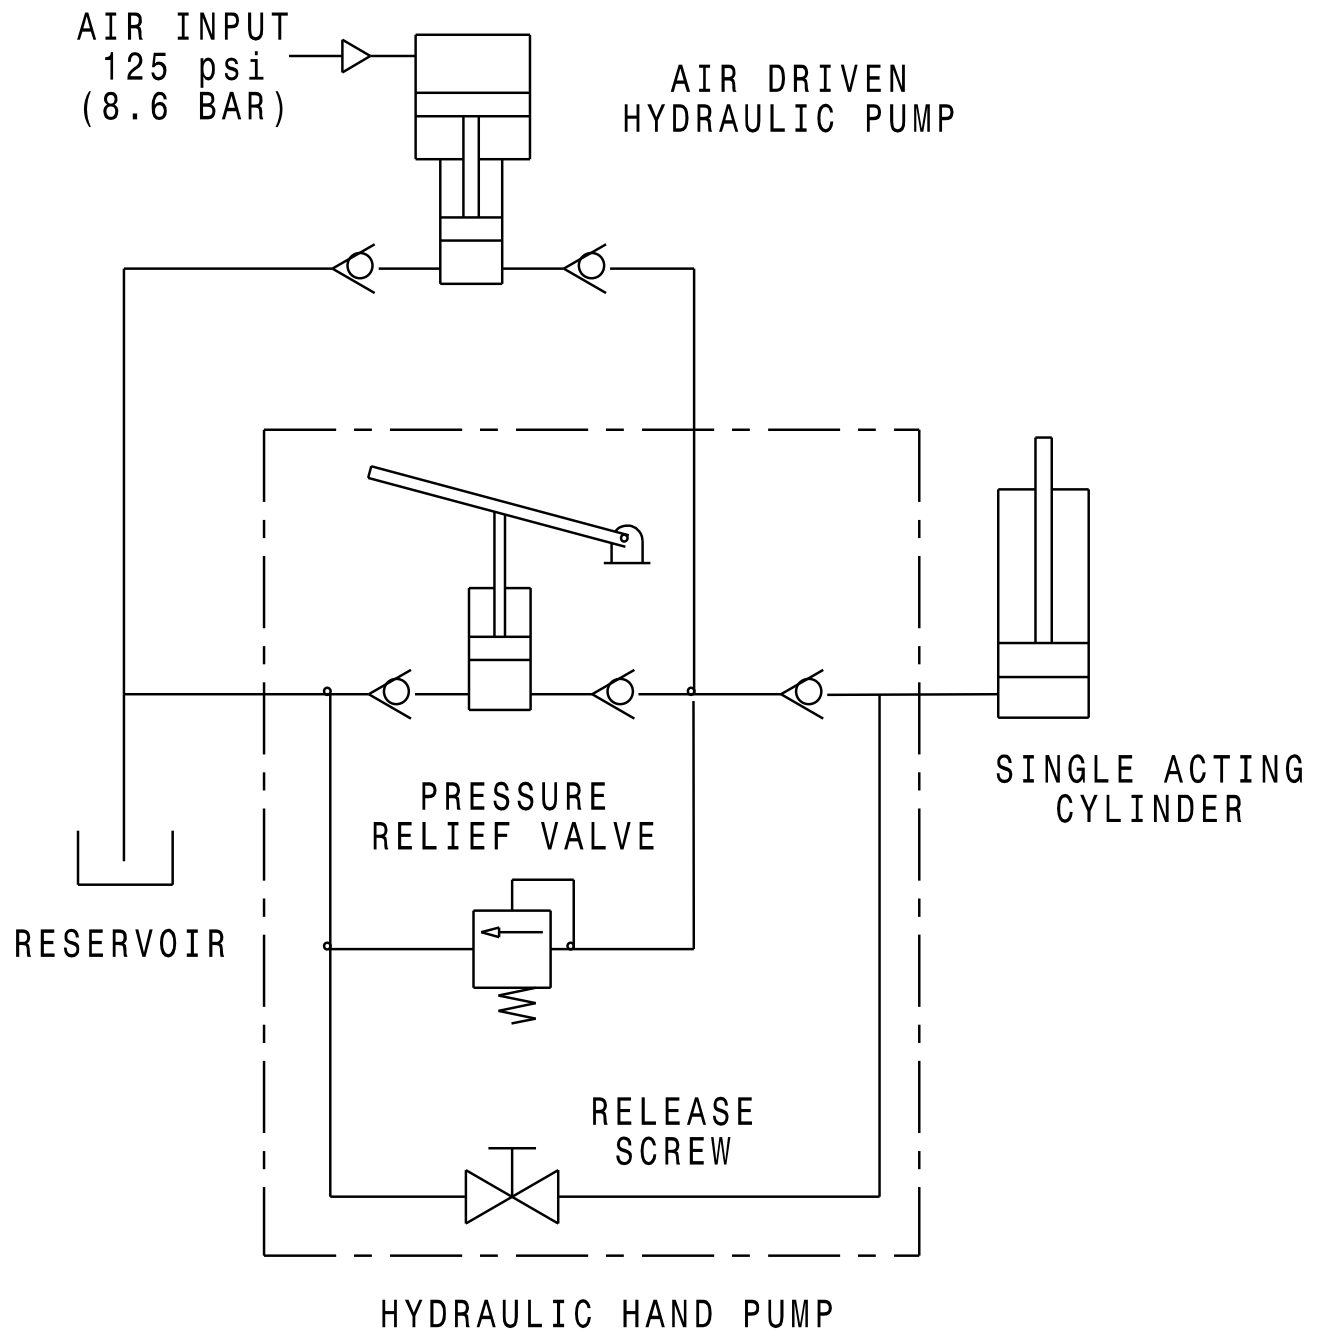 AIR INPUT
125 psi
(8.6 BAR)
AIR DRIVEN
HYDRAULIC PUMP
SINGLE ACTING
CYLINDER
PRESSURE
RELIEF VALVE
RESERVOIR
RELEASE
SCREW
HYDRAULIC HAND PUMP